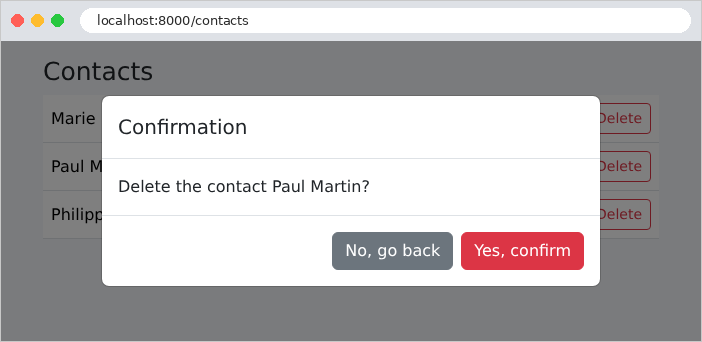 localhost:8000/contacts
Contacts
Marie
Delete
Confirmation
Delete the contact Paul Martin?
Paul M
Delete
Philipp
Delete
No, go back
Yes, confirm